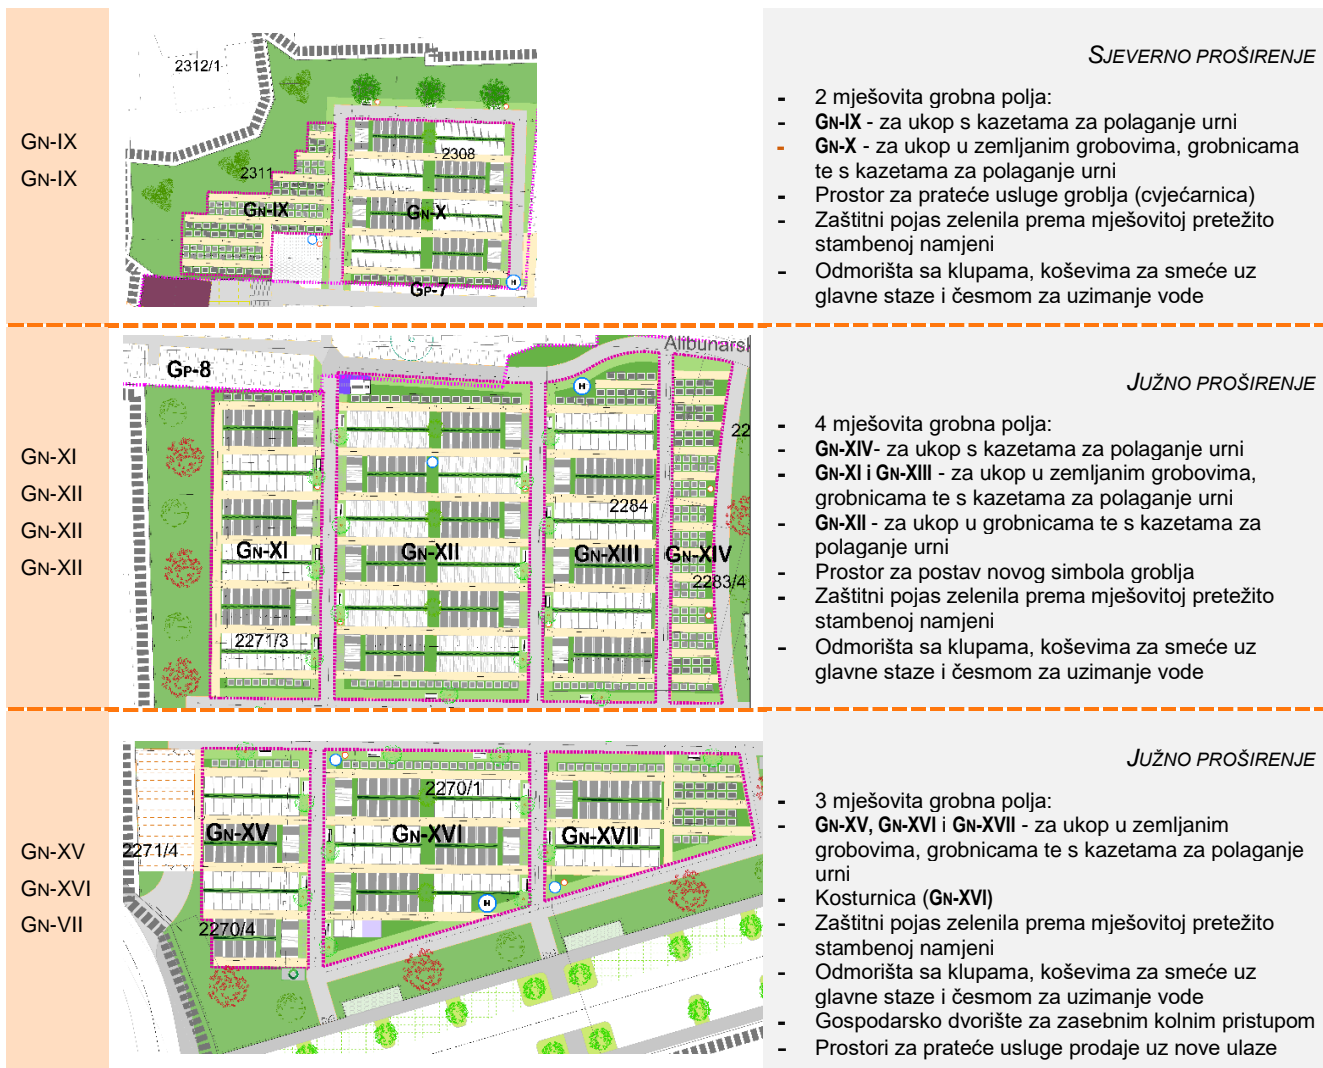 GN-IX
GN-IX
2312/1
2311
2308
GN-IX
GN-X
GP-7
H
SJEVERNO PROŠIRENJE
- 2 mješovita grobna polja:
- GN-IX - za ukop s kazetama za polaganje urni
- GN-X - za ukop u zemljanim grobovima, grobnicama
te s kazetama za polaganje urni
- Prostor za prateće usluge groblja (cvjećarnica)
- Zaštitni pojas zelenila prema mješovitoj pretežito
stambenoj namjeni
- Odmorišta sa klupama, koševima za smeće uz
glavne staze i česmom za uzimanje vode
GN-XI
GN-XII
GN-XII
GN-XII
Alibunarsk
GP-8
H
22
2284
GN-XI
GN-XII
GN-XIII
GN-XIV
2283/4
2271/3
JUŽNO PROŠIRENJE
- 4 mješovita grobna polja:
- GN-XIV- za ukop s kazetama za polaganje urni
- GN-XI i GN-XIII - za ukop u zemljanim grobovima,
grobnicama te s kazetama za polaganje urni
- GN-XII - za ukop u grobnicama te s kazetama za
polaganje urni
- Prostor za postav novog simbola groblja
- Zaštitni pojas zelenila prema mješovitoj pretežito
stambenoj namjeni
- Odmorišta sa klupama, koševima za smeće uz
glavne staze i česmom za uzimanje vode
GN-XV
GN-XVI
GN-VII
2270/1
GN-XV
GN-XVI
GN-XVII
2271/4
H
2270/4
JUŽNO PROŠIRENJE
- 3 mješovita grobna polja:
- GN-XV, GN-XVI i GN-XVII - za ukop u zemljanim
grobovima, grobnicama te s kazetama za polaganje
urni
- Kosturnica (GN-XVI)
- Zaštitni pojas zelenila prema mješovitoj pretežito
stambenoj namjeni
- Odmorišta sa klupama, koševima za smeće uz
glavne staze i česmom za uzimanje vode
- Gospodarsko dvorište za zasebnim kolnim pristupom
- Prostori za prateće usluge prodaje uz nove ulaze